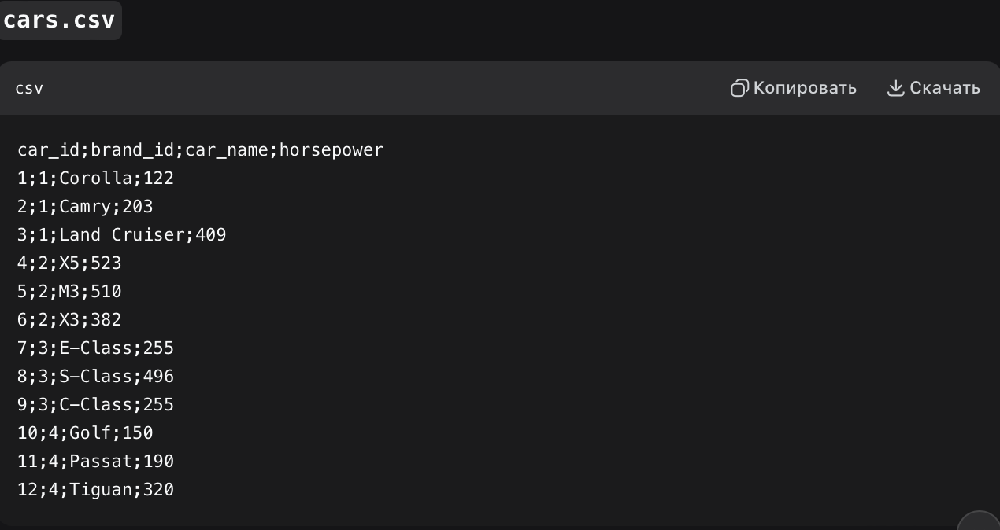 cars.csv
csv
Копировать
Скачать
car_id;brand_id;car_name;horsepower
1;1;Corolla;122
2;1;Camry;203
3;1;Land Cruiser;409
4;2;X5;523
5;2;M3;510
6;2;X3;382
7;3;E-Class;255
8;3;S-Class;496
9;3;C-Class;255
10;4;Golf;150
11;4;Passat;190
12;4;Tiguan;320